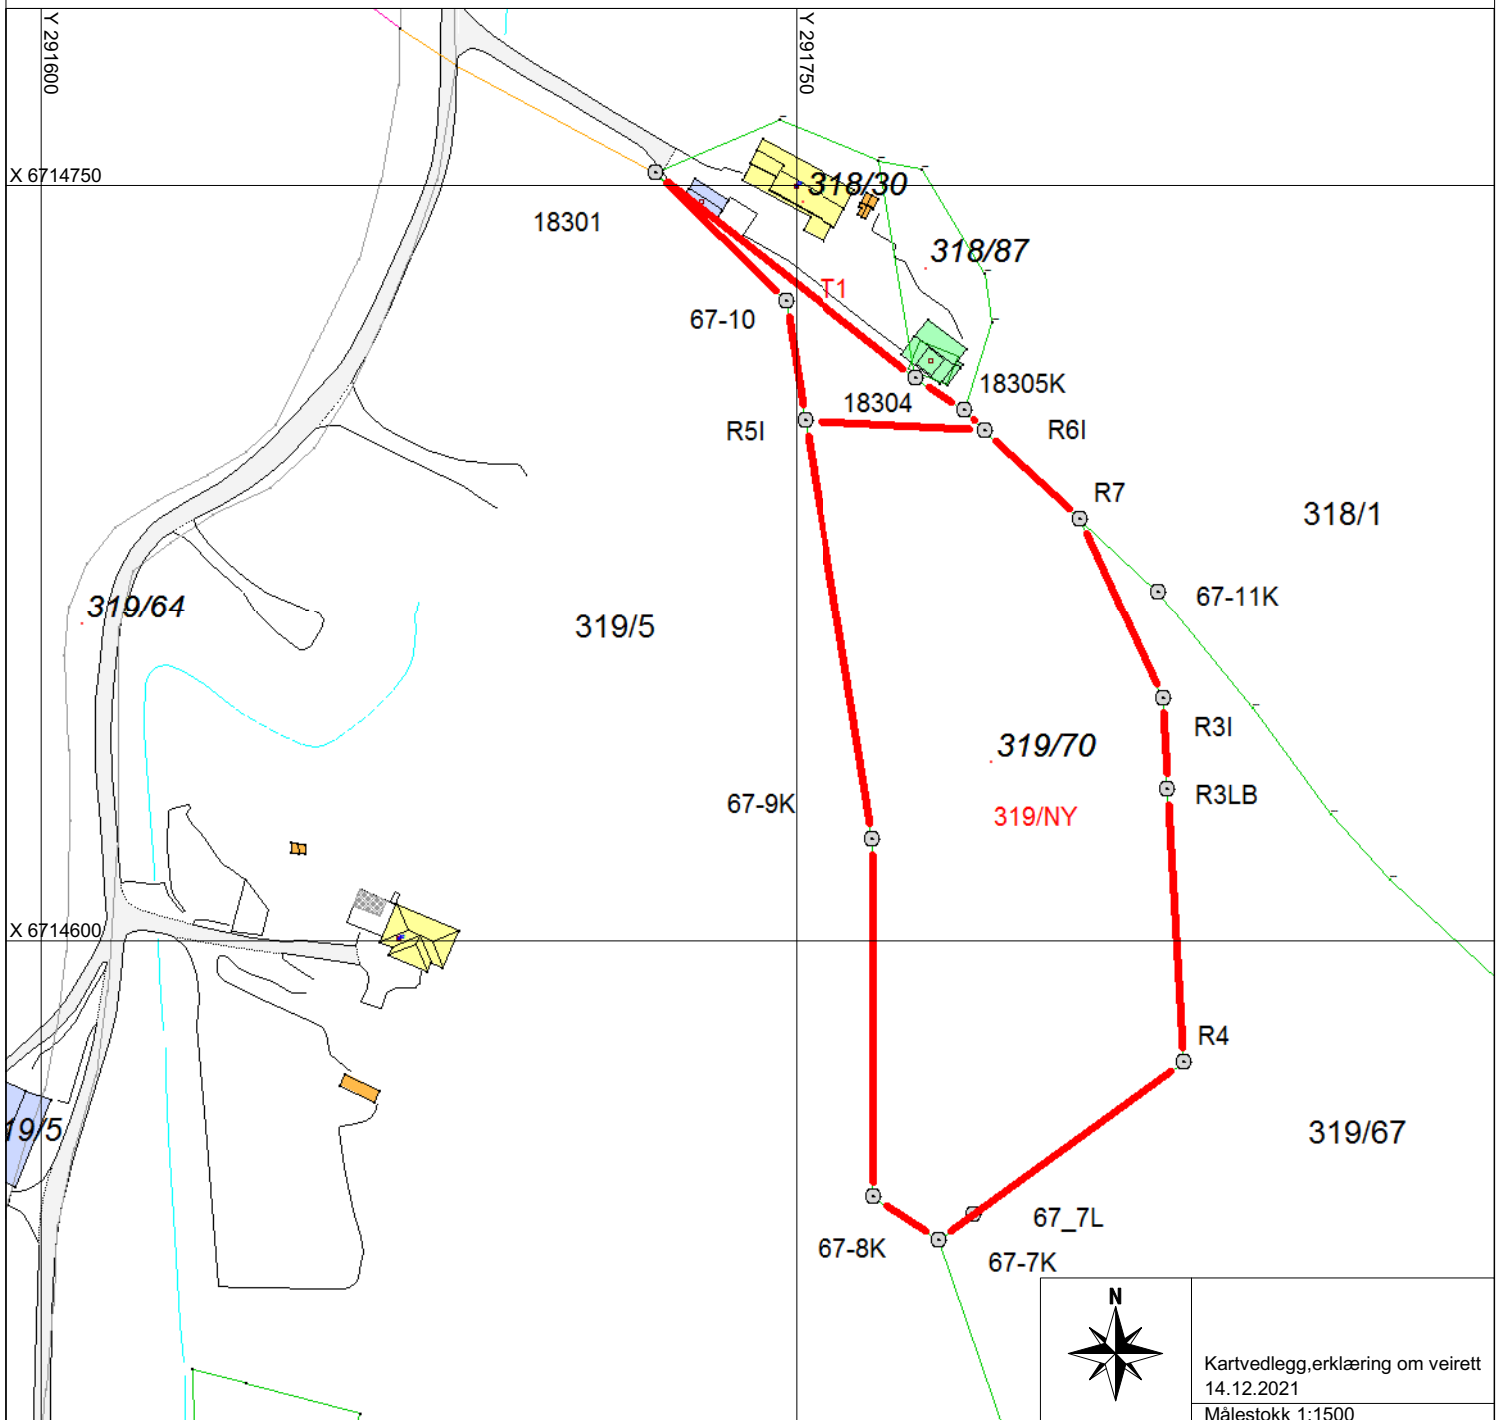 Y 291600
Y 291750
X 6714750
318/30
18301
318/87
T1
67-10
18305K
18304
R5I
R6I
R7
318/1
67-11K
319/64
319/5
R3I
319/70
R3LB
67-9K
319/NY
X 6714600
R4
19/5
319/67
67_7L
67-8K
67-7K
N
Kartvedlegg,erklæring om veirett
14.12.2021
Målestokk 1:1500